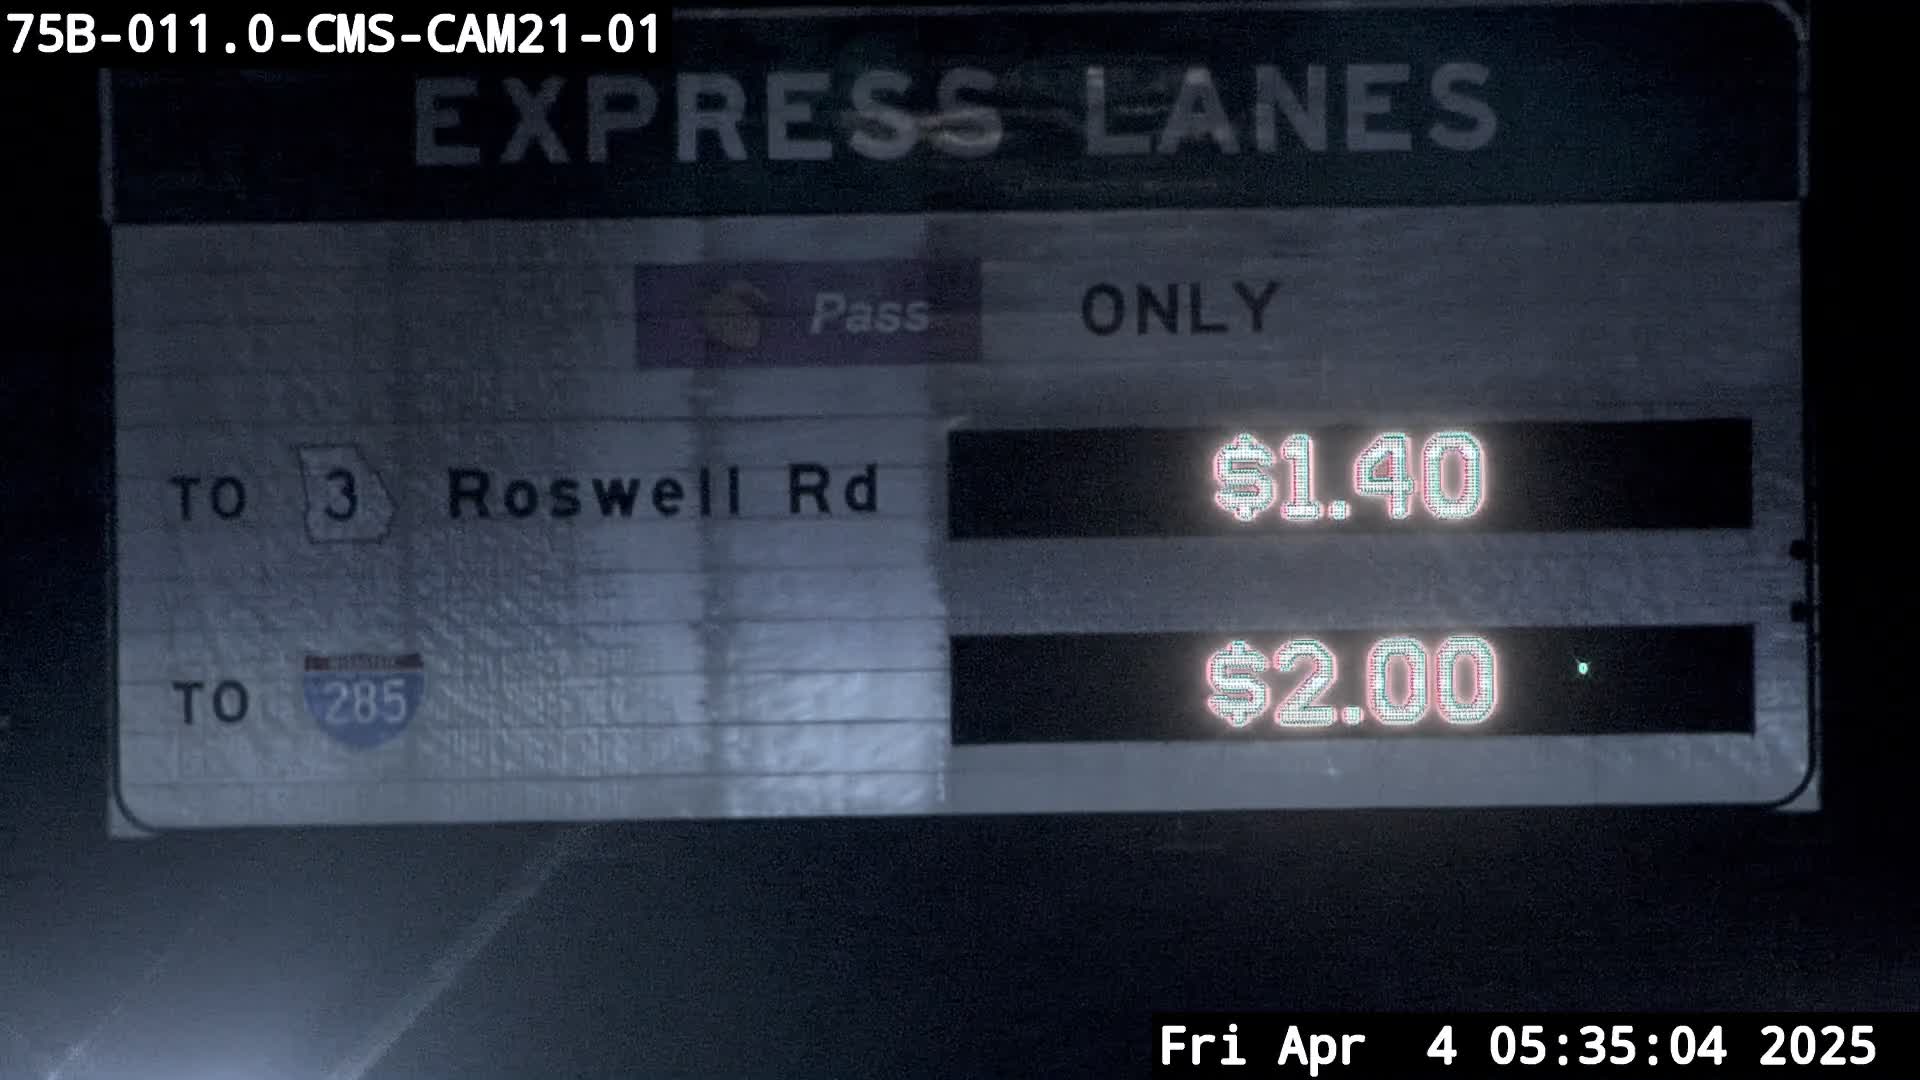 75B-011.0-CMS-CAM21-01
EXPRESS LANES
Pass ONLY
TO 3 Roswell Rd $1.40
TO 285 $2.00
Fri Apr 4 05:35:04 2025